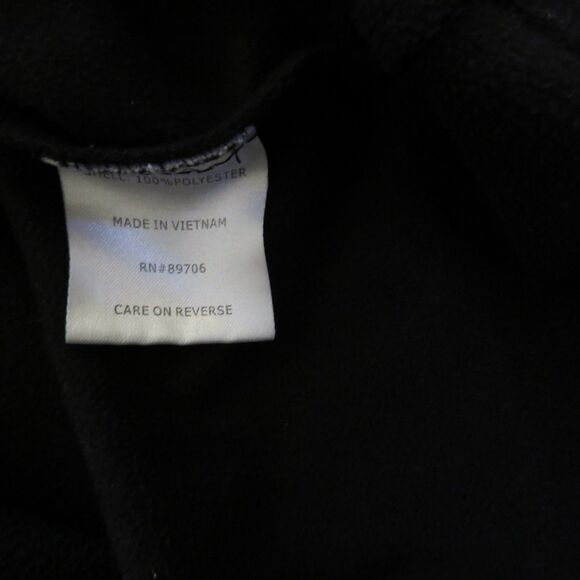 SHELL: 100%POLYESTER
MADE IN VIETNAM
RN#89706
CARE ON REVERSE